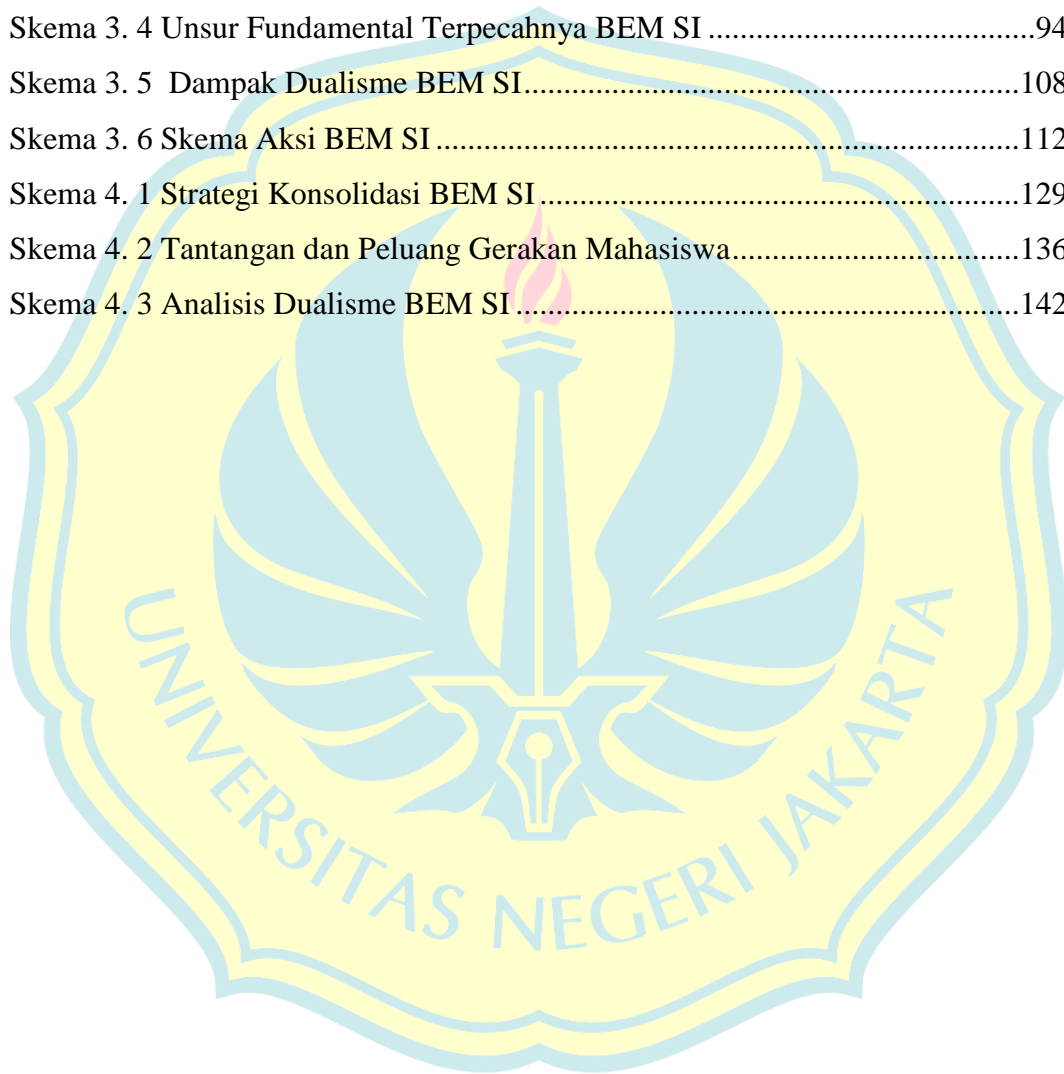 Skema 3. 4 Unsur Fundamental Terpecahnya BEM SI ..................................94
Skema 3. 5  Dampak Dualisme BEM SI..........................................................108
Skema 3. 6 Skema Aksi BEM SI .....................................................................112
Skema 4. 1 Strategi Konsolidasi BEM SI........................................................129
Skema 4. 2 Tantangan dan Peluang Gerakan Mahasiswa................................136
Skema 4. 3 Analisis Dualisme BEM SI ...........................................................142
UNIVERSITAS NEGERI JAKARTA